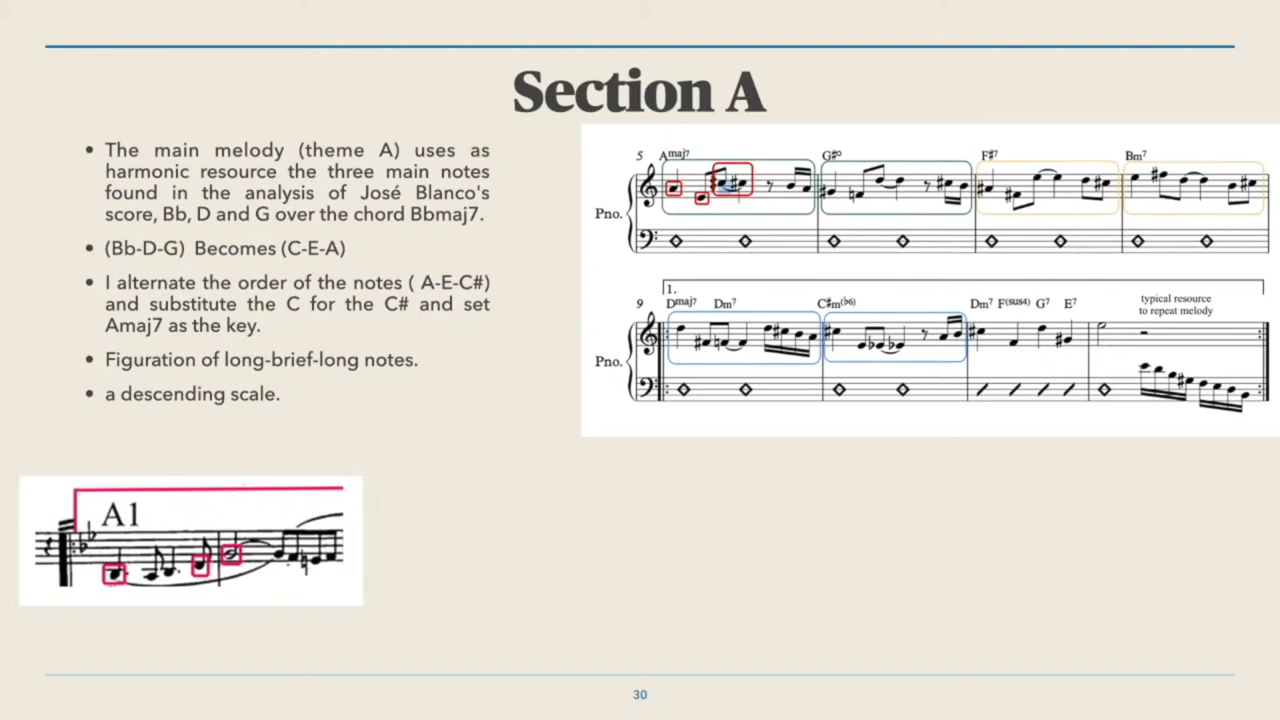 Section A
• The main melody (theme A) uses as
harmonic resource the three main notes
found in the analysis of José Blanco's
score, Bb, D and G over the chord Bbmaj7.
• (Bb-D-G) Becomes (C-E-A)
• I alternate the order of the notes ( A-E-C#)
and substitute the C for the C# and set
Amaj7 as the key.
• Figuration of long-brief-long notes.
• a descending scale.
5 Amaj7 G#o F#7 Bm7
Pno.
1.
9 Dmaj7 Dm7 C#m(b6) Dm7 F(sus4) G7 E7 typical resource
to repeat melody
Pno.
A1
30